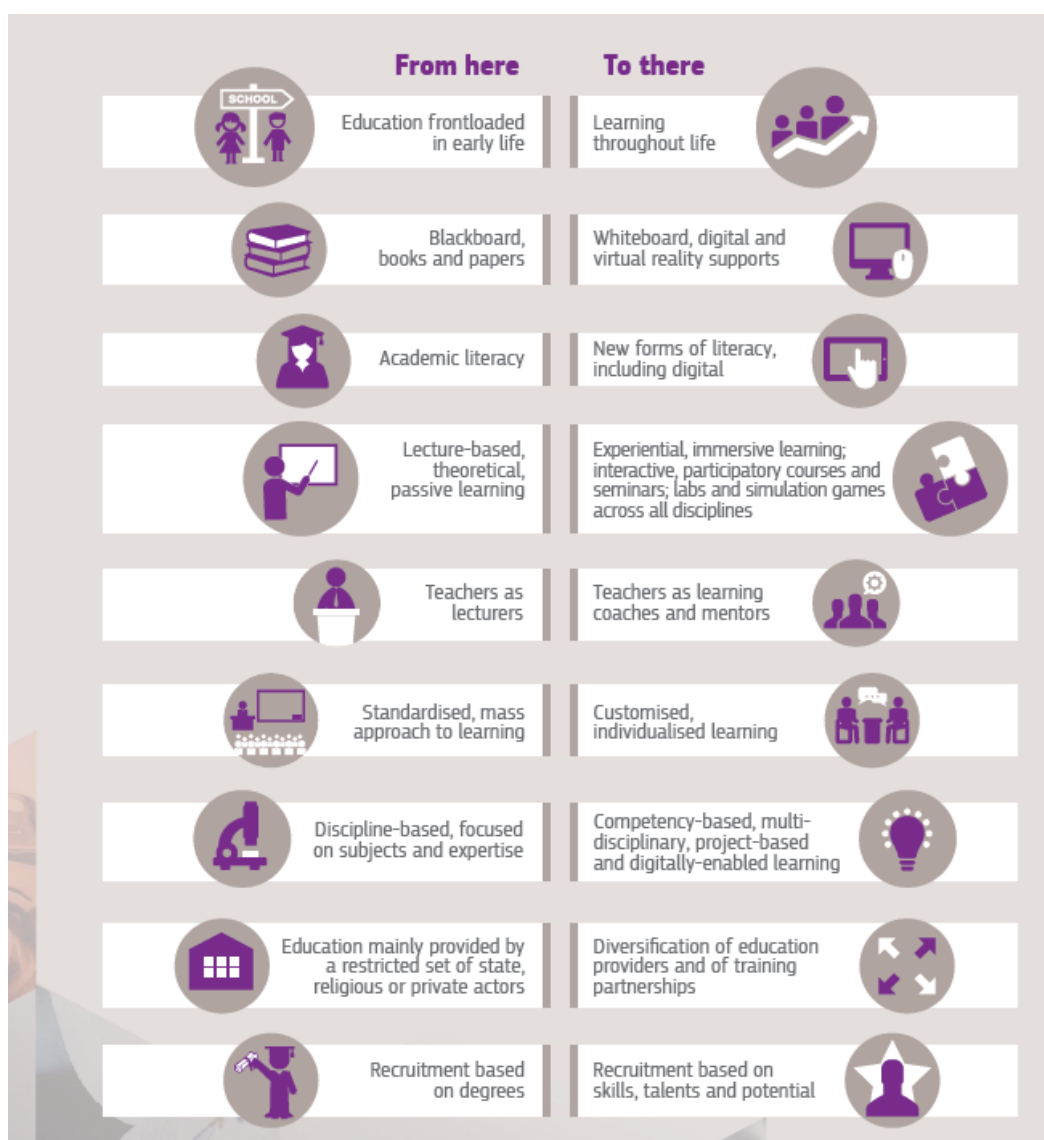 From here
To there
SCHOOL
Education frontloaded
in early life
Learning
throughout life
Blackboard,
books and papers
Whiteboard, digital and
virtual reality supports
Academic literacy
New forms of literacy,
including digital
Lecture-based,
theoretical,
passive learning
Experiential, immersive learning;
interactive, participatory courses and
seminars; labs and simulation games
across all disciplines
Teachers as
lecturers
Teachers as learning
coaches and mentors
Standardised, mass
approach to learning
Customised,
individualised learning
Discipline-based, focused
on subjects and expertise
Competency-based, multi-
disciplinary, project-based
and digitally-enabled learning
Education mainly provided by
a restricted set of state,
religious or private actors
Diversification of education
providers and of training
partnerships
Recruitment based
on degrees
Recruitment based on
skills, talents and potential